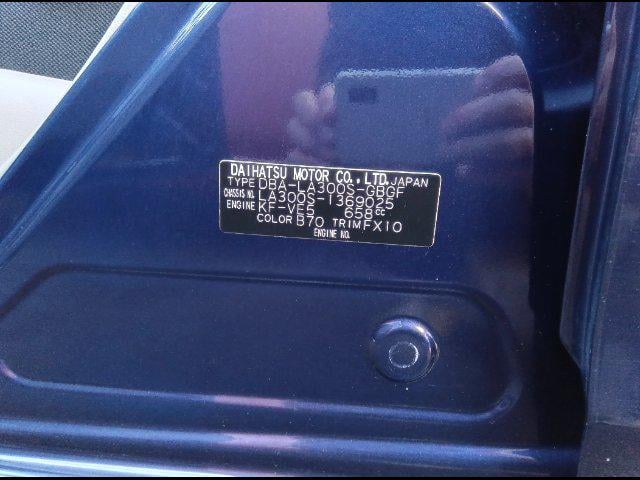 DAIHATSU MOTOR CO., LTD. JAPAN
TYPE DBA-LA300S-GBGF
CHASSIS NO. LA300S-1369025
ENGINE KF-VE5 658cc
COLOR B70 TRIM FX10
ENGINE NO.